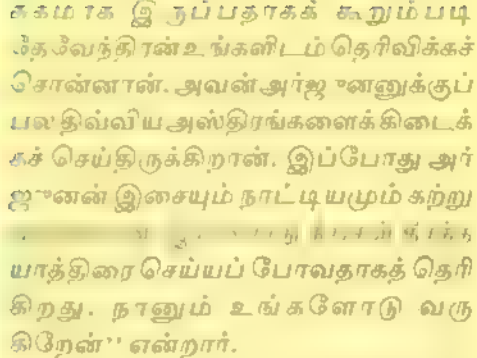 சுகமாக இருப்பதாகக் கூறும்படி
தேவேந்திரன் உங்களிடம் தெரிவிக்கச்
சொன்னான். அவன் அர்ஜுனனுக்குப்
பல திவ்விய அஸ்திரங்களைக் கிடைக்
கச் செய்திருக்கிறான். இப்போது அர்
ஜுனன் இசையும் நாட்டியமும் கற்று
யாத்திரை செய்யப் போவதாகத் தெரி
கிறது. நானும் உங்களோடு வரு
கிறேன்'' என்றார்.